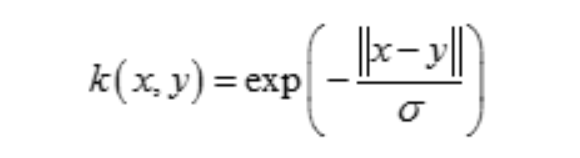 k(x, y) = exp(−‖x − y‖/σ)